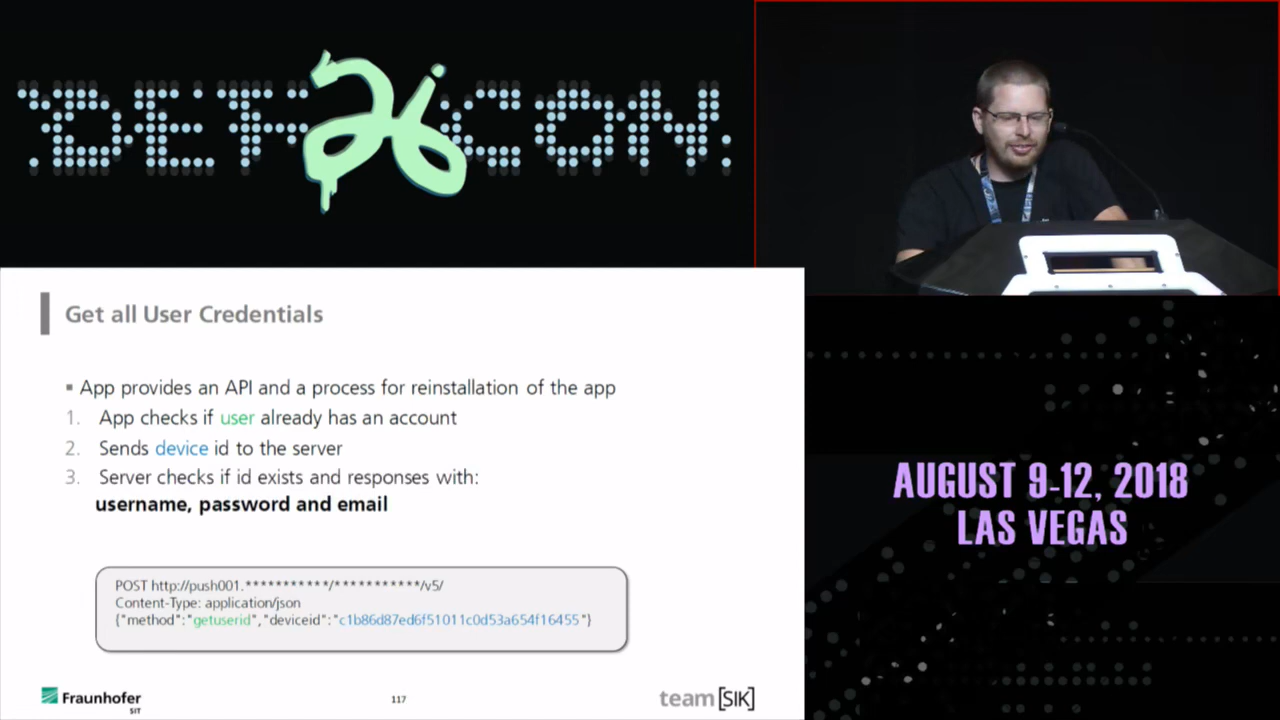 DEFCON
26
Get all User Credentials
▪ App provides an API and a process for reinstallation of the app
1. App checks if user already has an account
2. Sends device id to the server
3. Server checks if id exists and responses with:
username, password and email
POST http://push001.***********/***********/v5/
Content-Type: application/json
{"method":"getuserid","deviceid":"c1b86d87ed6f51011c0d53a654f16455"}
Fraunhofer
SIT
117
team[SIK]
AUGUST 9-12, 2018
LAS VEGAS